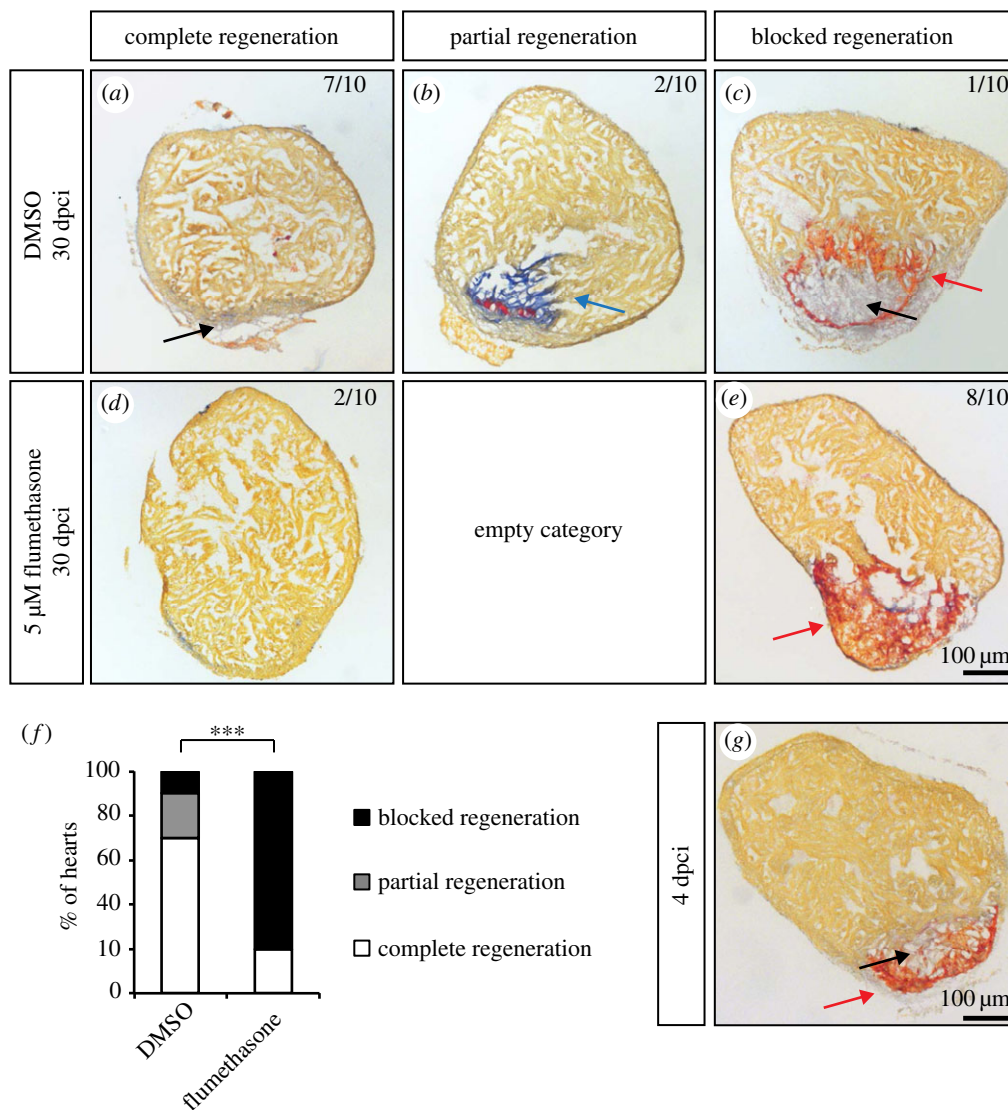 complete regeneration
partial regeneration
blocked regeneration
DMSO
30 dpci
(a)
7/10
(b)
2/10
(c)
1/10
5 µM flumethasone
30 dpci
(d)
2/10
empty category
(e)
8/10
100 µm
(f)
***
% of hearts
100
80
60
40
10
0
DMSO
flumethasone
blocked regeneration
partial regeneration
complete regeneration
4 dpci
(g)
100 µm